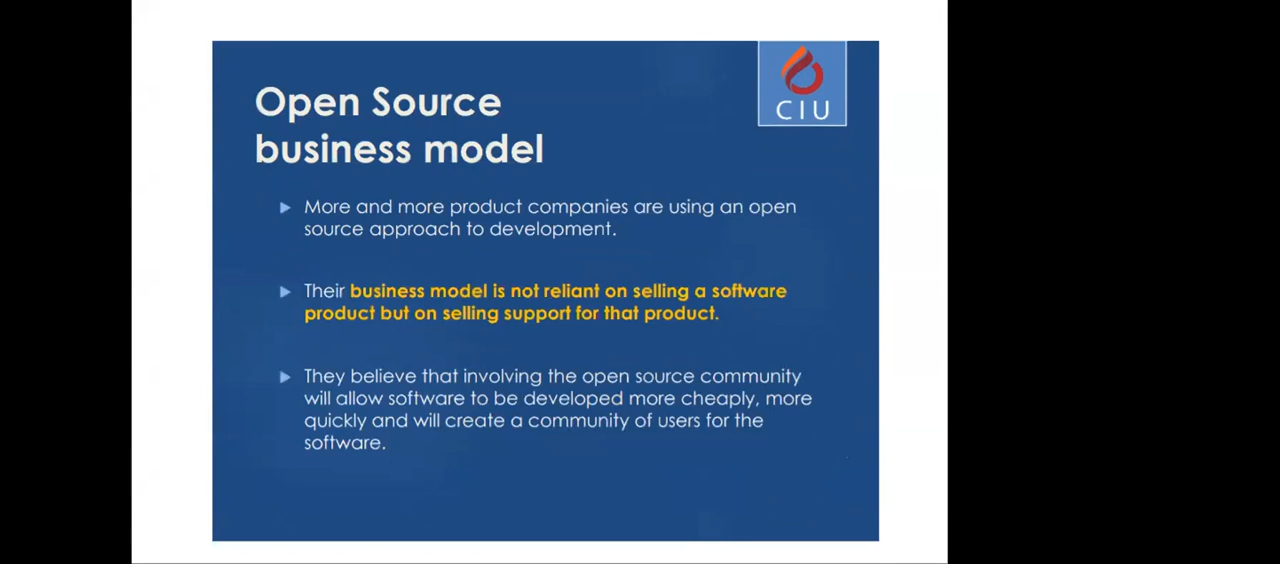 Open Source
business model
CIU
More and more product companies are using an open
source approach to development.
Their business model is not reliant on selling a software
product but on selling support for that product.
They believe that involving the open source community
will allow software to be developed more cheaply, more
quickly and will create a community of users for the
software.